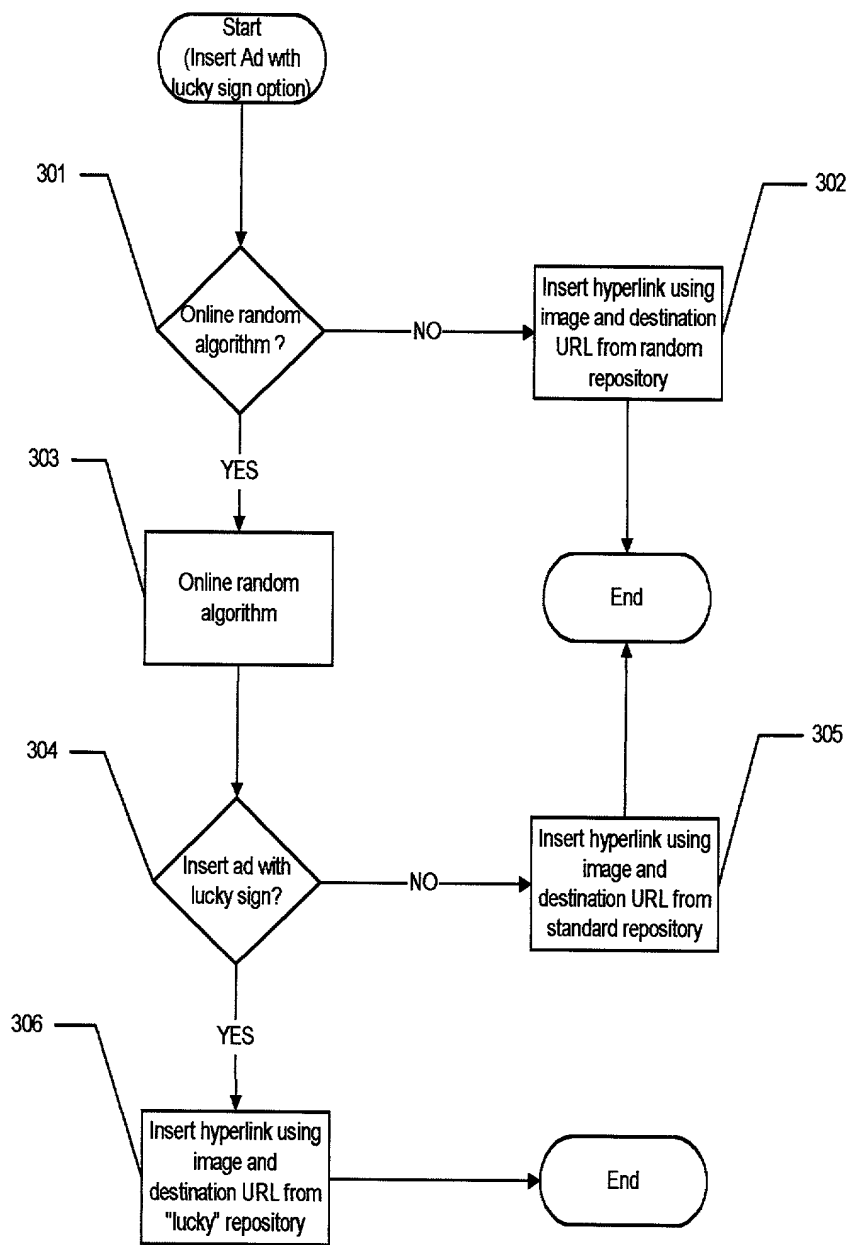 Start
(Insert Ad with
lucky sign option)
301
302
Online random
algorithm ?
NO
Insert hyperlink using
image and destination
URL from random
repository
YES
303
Online random
algorithm
End
304
305
Insert ad with
lucky sign?
NO
Insert hyperlink using
image and
destination URL from
standard repository
YES
306
Insert hyperlink using
image and
destination URL from
"lucky" repository
End